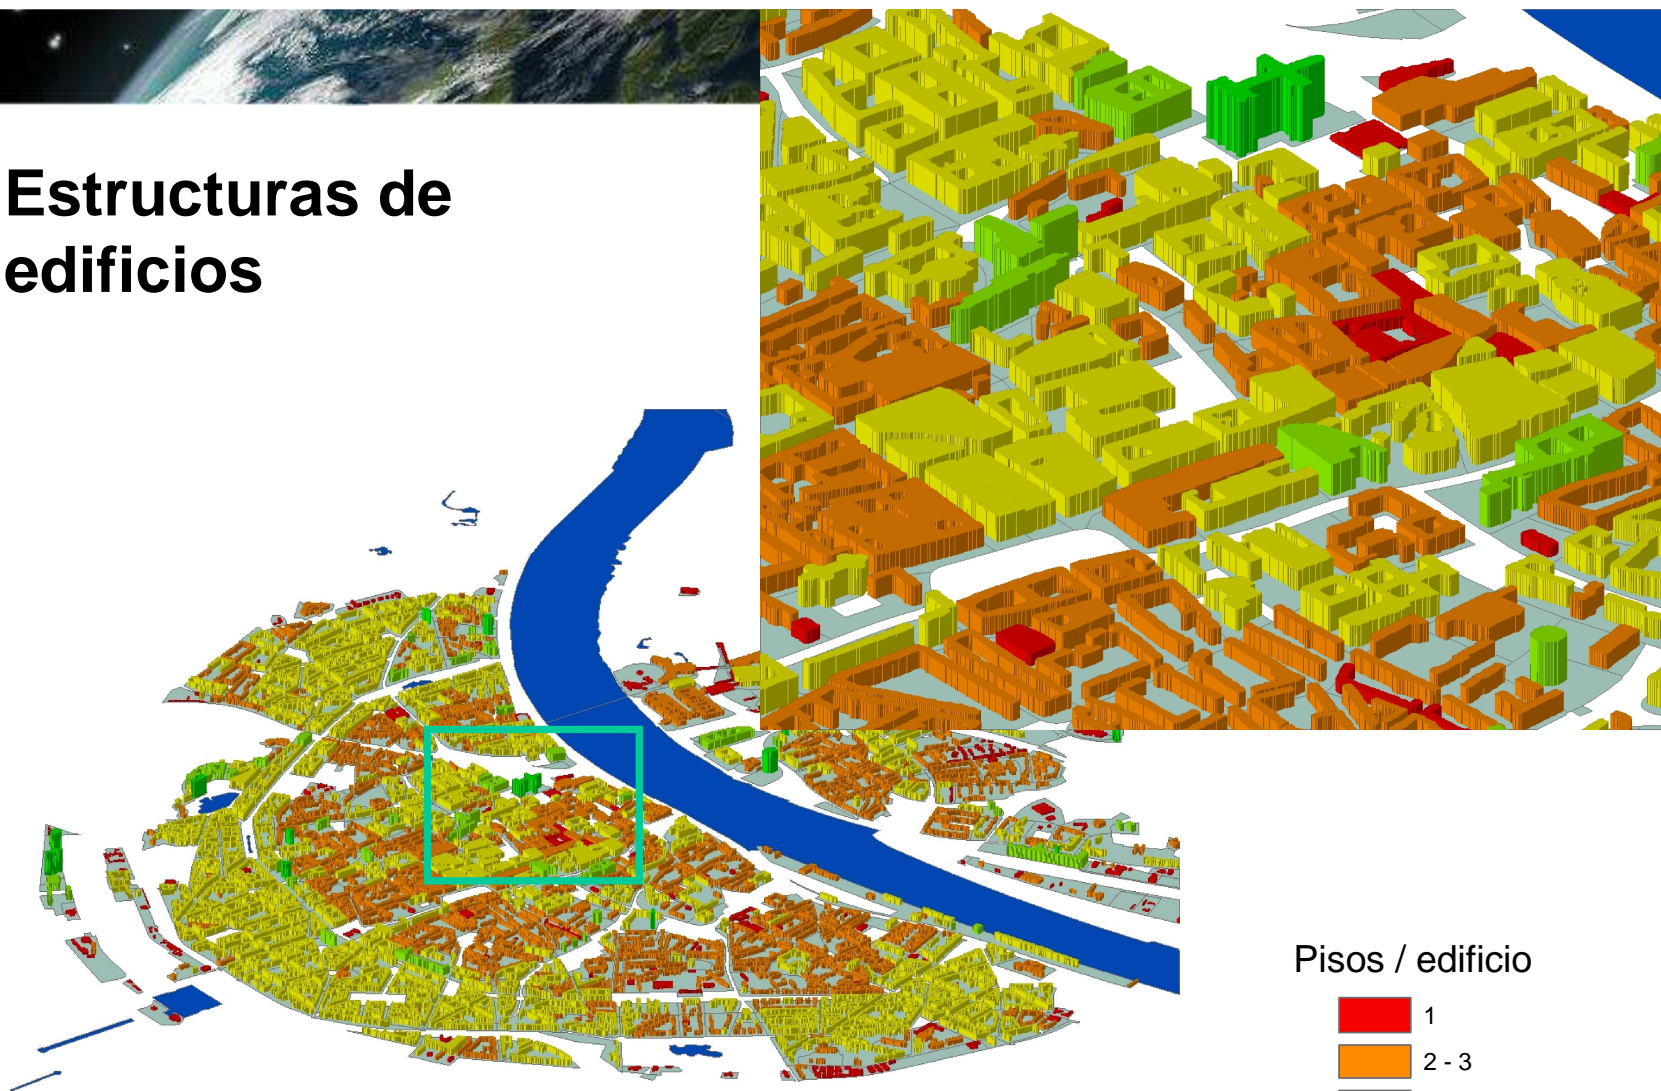 Estructuras de
edificios
Pisos / edificio
1
2 - 3